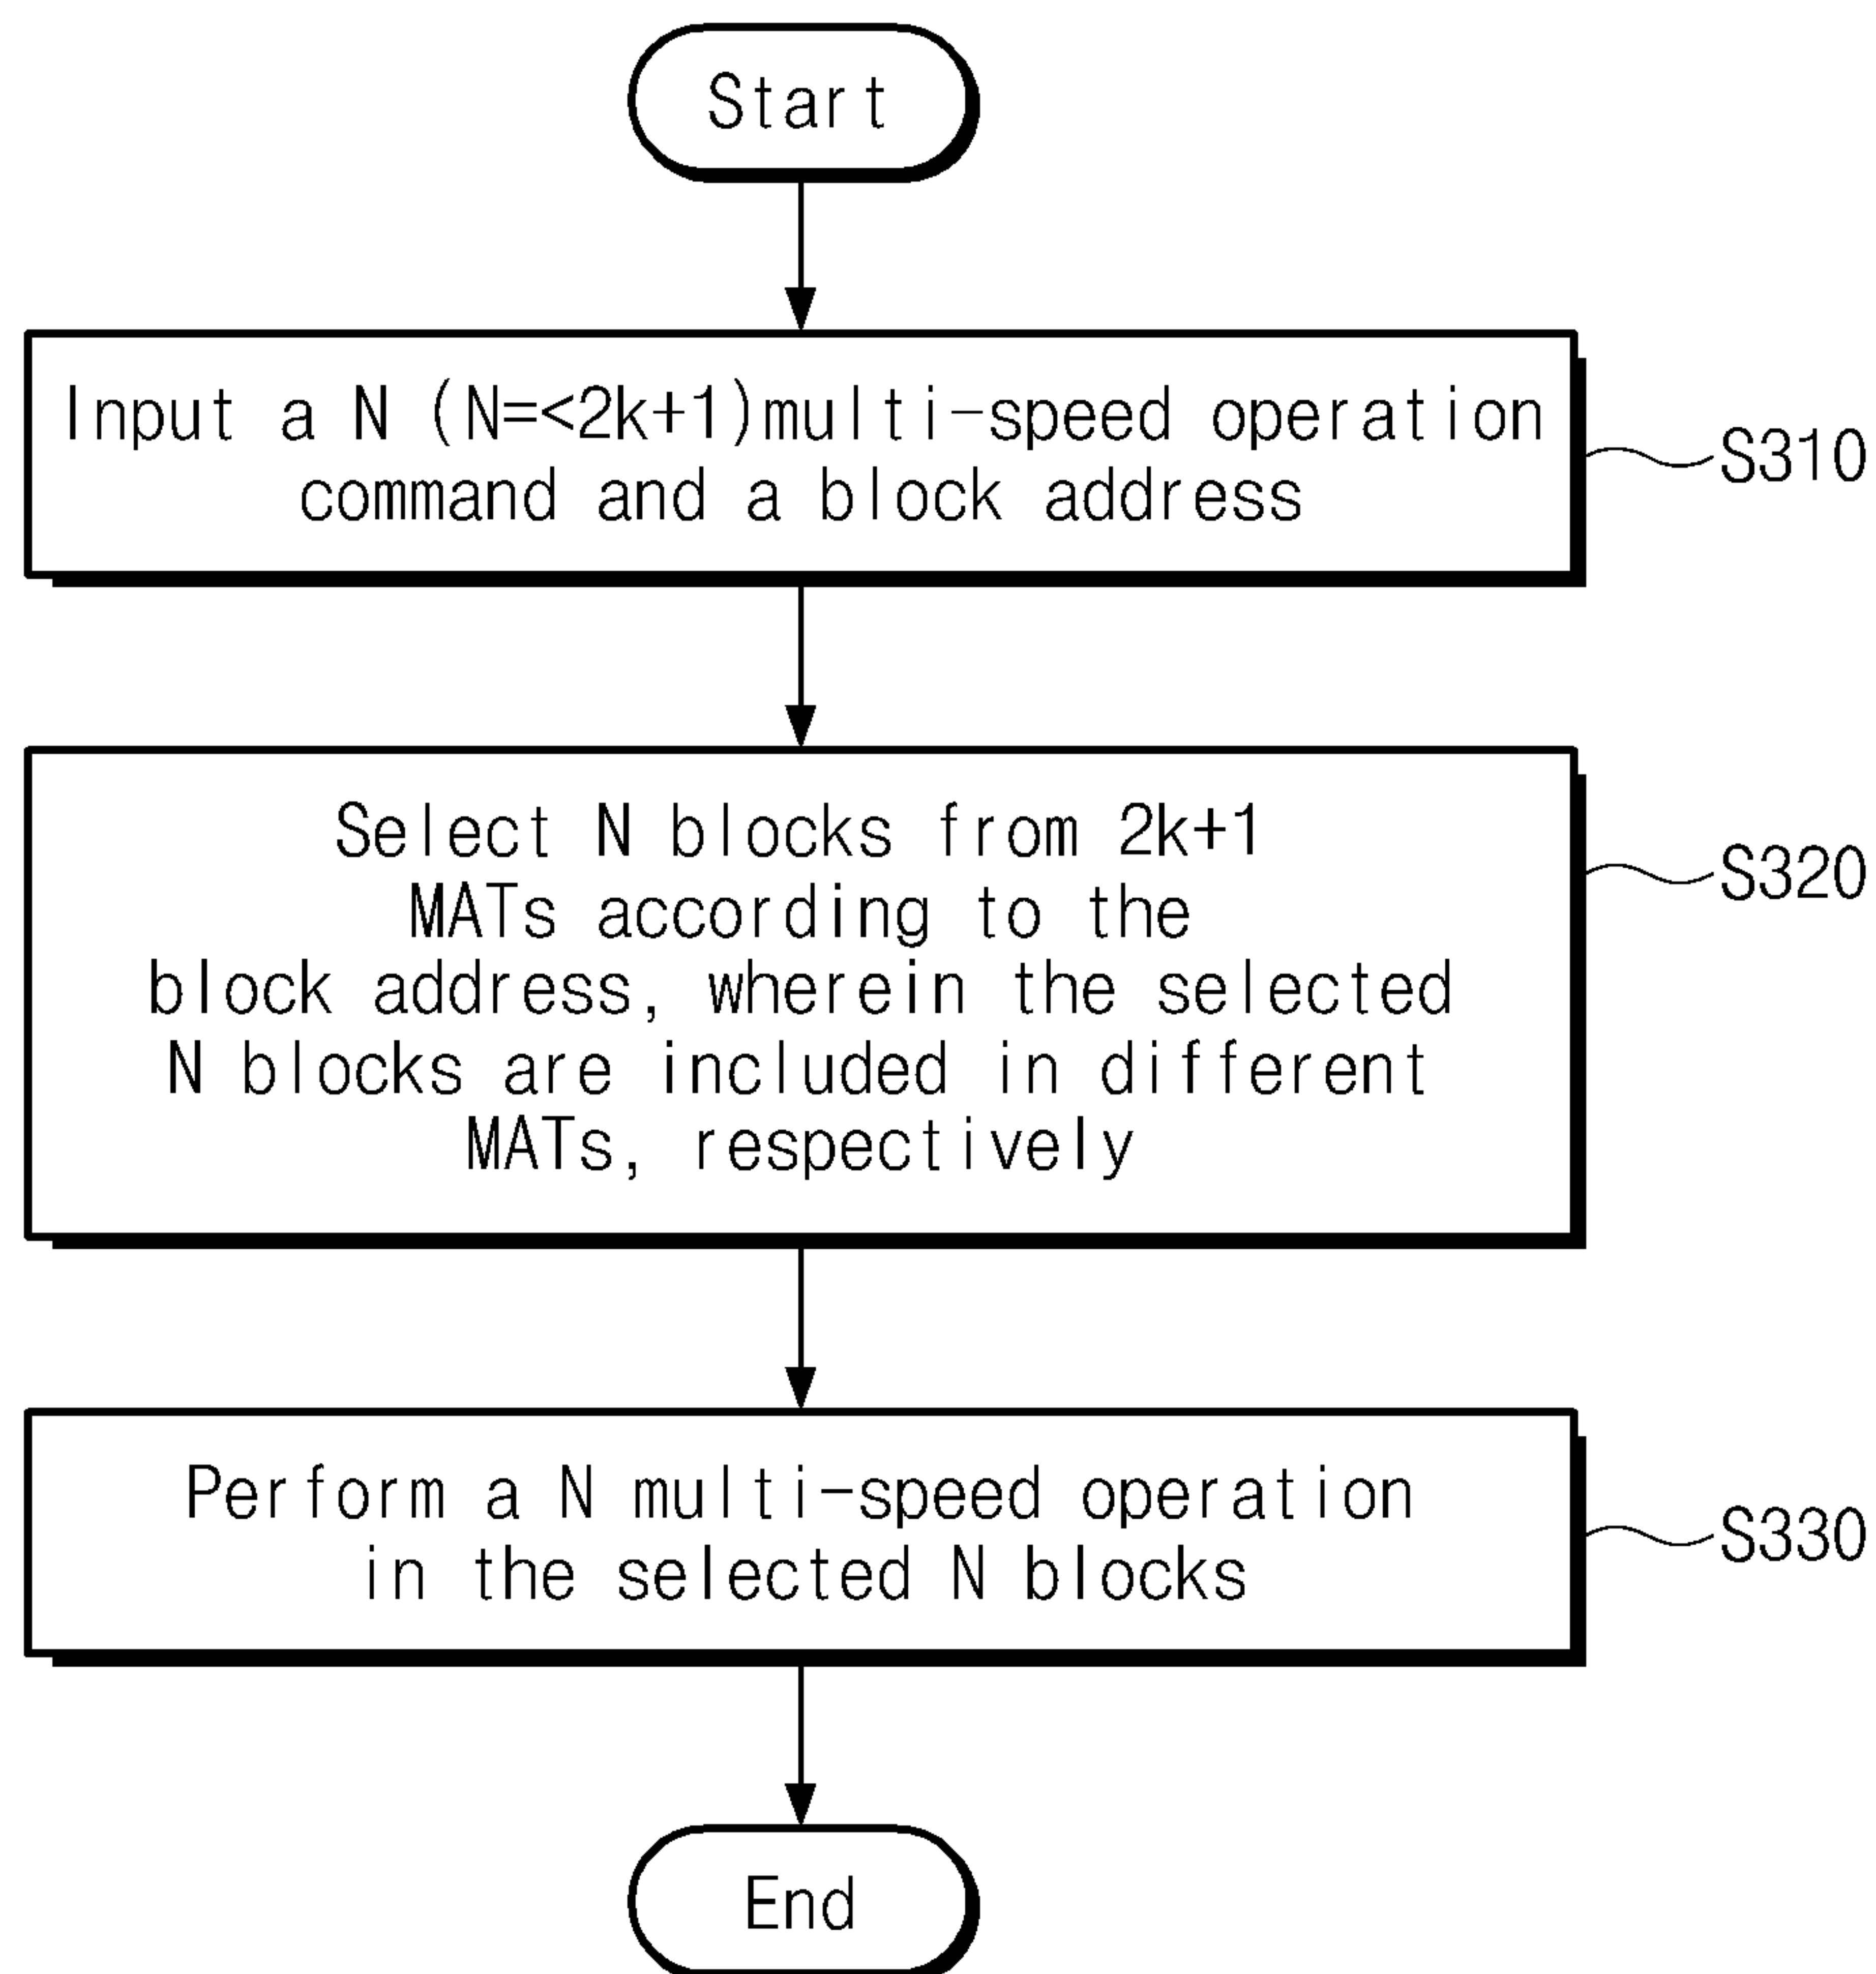 Start
Input a N (N=<2k+1)multi-speed operation
command and a block address
S310
Select N blocks from 2k+1
MATs according to the
block address, wherein the selected
N blocks are included in different
MATs, respectively
S320
Perform a N multi-speed operation
in the selected N blocks
S330
End